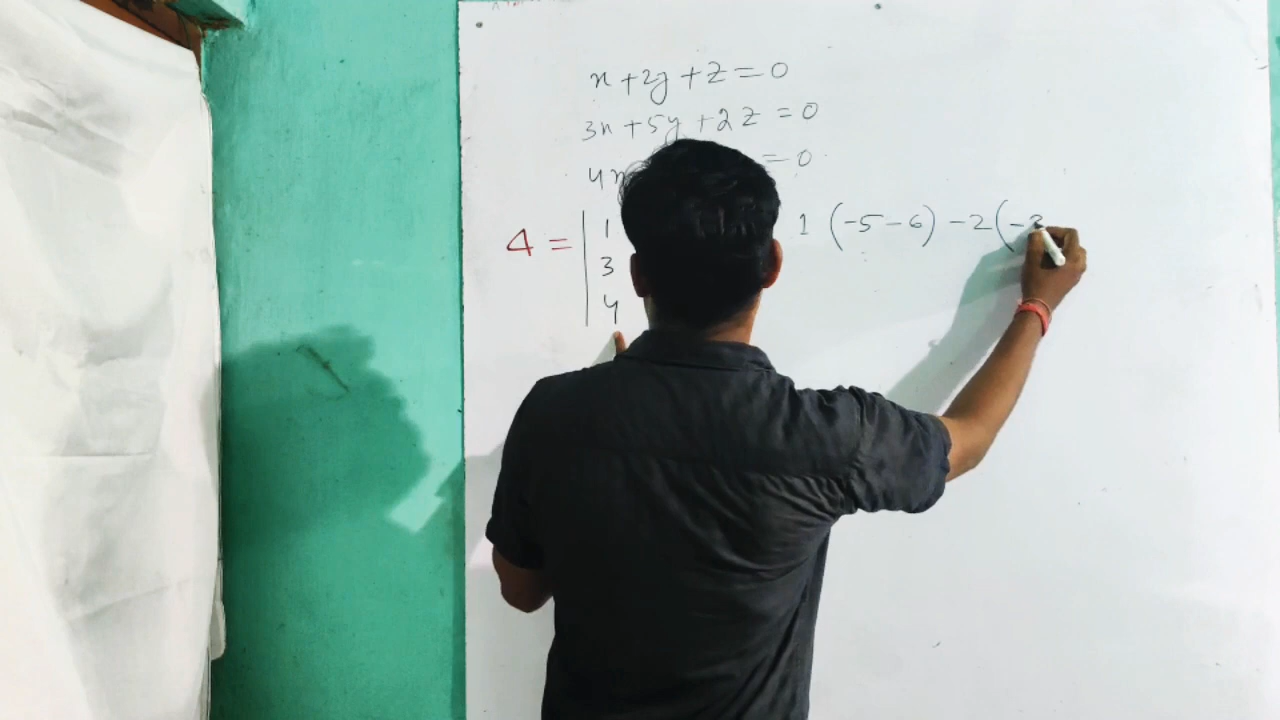 x + 2y + z = 0
3x + 5y + 2z = 0
4x = 0
Δ = | 1 1 (-5-6) -2(-3
3
4